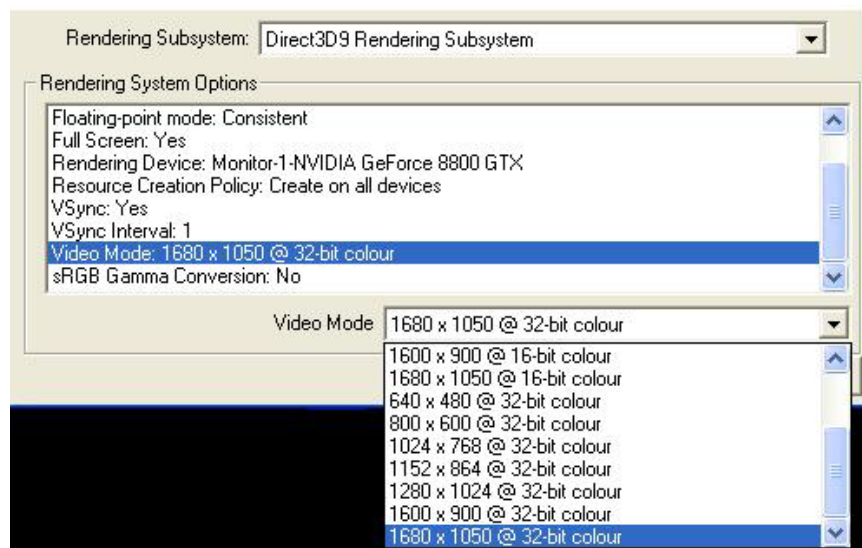 Rendering Subsystem: Direct3D9 Rendering Subsystem
Rendering System Options
Floating-point mode: Consistent
Full Screen: Yes
Rendering Device: Monitor-1-NVIDIA GeForce 8800 GTX
Resource Creation Policy: Create on all devices
VSync: Yes
VSync Interval: 1
Video Mode: 1680 x 1050 @ 32-bit colour
sRGB Gamma Conversion: No
Video Mode 1680 x 1050 @ 32-bit colour
1600 x 900 @ 16-bit colour
1680 x 1050 @ 16-bit colour
640 x 480 @ 32-bit colour
800 x 600 @ 32-bit colour
1024 x 768 @ 32-bit colour
1152 x 864 @ 32-bit colour
1280 x 1024 @ 32-bit colour
1600 x 900 @ 32-bit colour
1680 x 1050 @ 32-bit colour